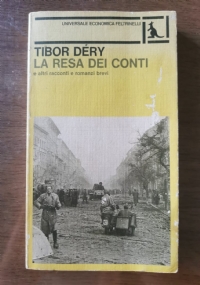 UNIVERSALE ECONOMICA FELTRINELLI
TIBOR DÉRY
LA RESA DEI CONTI
e altri racconti e romanzi brevi